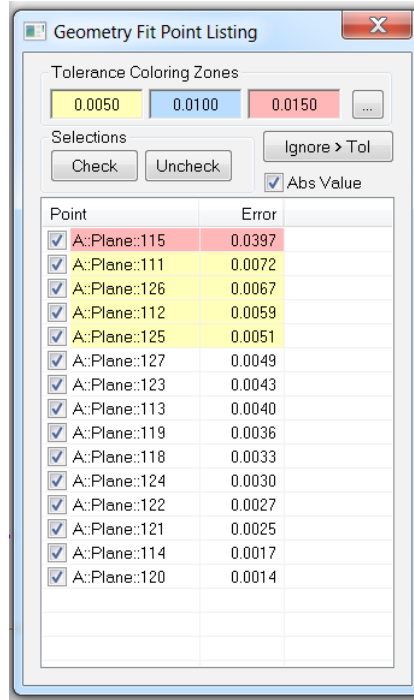 Geometry Fit Point Listing
X
Tolerance Coloring Zones
0.0050 0.0100 0.0150 ...
Selections
Check Uncheck
Ignore > Tol
Abs Value
Point Error
A::Plane::115 0.0397
A::Plane::111 0.0072
A::Plane::126 0.0067
A::Plane::112 0.0059
A::Plane::125 0.0051
A::Plane::127 0.0049
A::Plane::123 0.0043
A::Plane::113 0.0040
A::Plane::119 0.0036
A::Plane::118 0.0033
A::Plane::124 0.0030
A::Plane::122 0.0027
A::Plane::121 0.0025
A::Plane::114 0.0017
A::Plane::120 0.0014